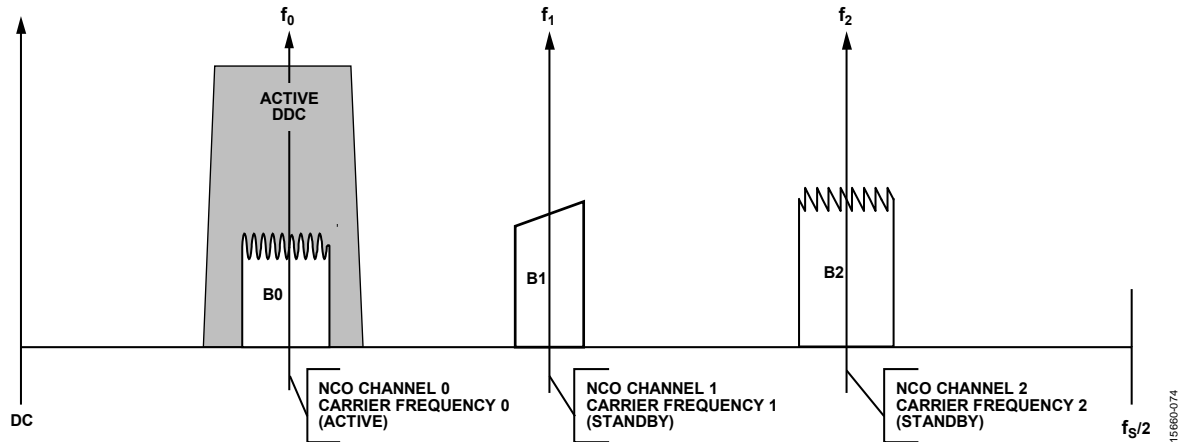 f0
f1
f2
ACTIVE
DDC
B0
B1
B2
NCO CHANNEL 0
CARRIER FREQUENCY 0
(ACTIVE)
NCO CHANNEL 1
CARRIER FREQUENCY 1
(STANDBY)
NCO CHANNEL 2
CARRIER FREQUENCY 2
(STANDBY)
DC
fS/2
15660-074